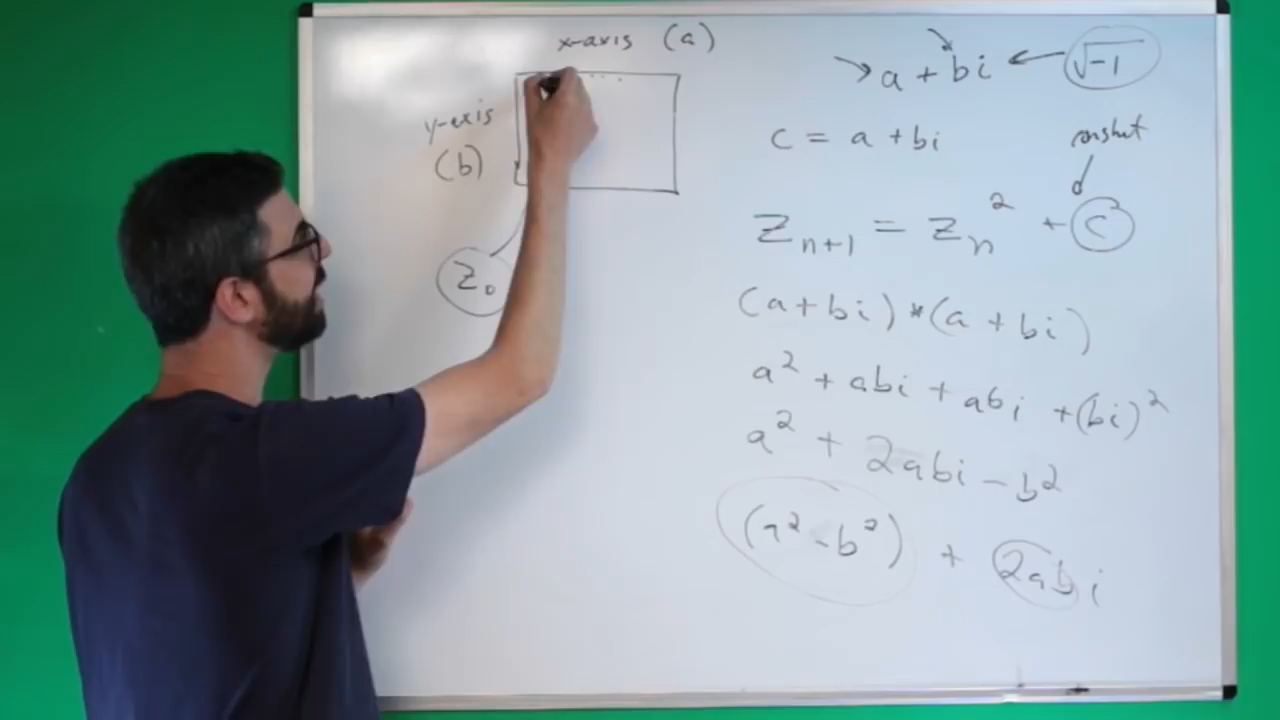 x-axis (a)
y-axis
(b)
z₀
a + bi ← √-1
c = a + bi
zₙ₊₁ = zₙ² + c
(a + bi) * (a + bi)
a² + abi + abi + (bi)²
a² + 2abi - b²
(a² - b²) + 2abi